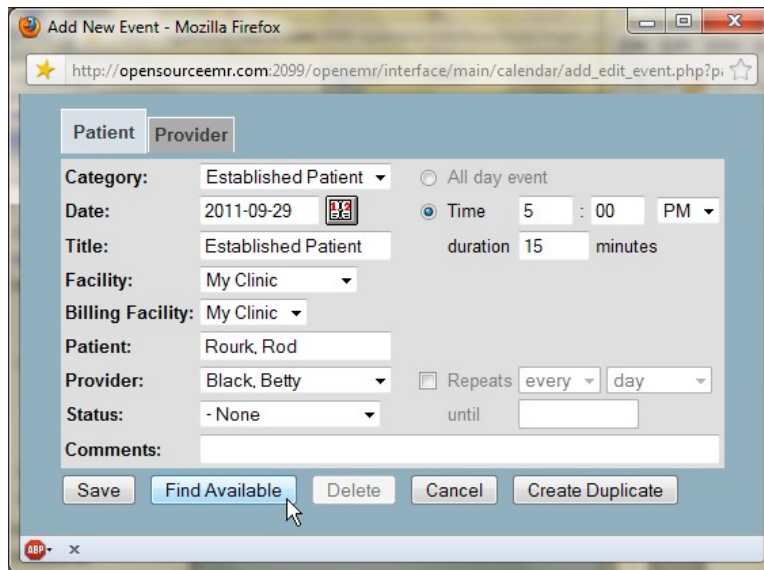 Add New Event - Mozilla Firefox
http://opensourceemr.com:2099/openemr/interface/main/calendar/add_edit_event.php?p
Patient Provider
Category: Established Patient All day event
Date: 2011-09-29 Time 5 : 00 PM
Title: Established Patient duration 15 minutes
Facility: My Clinic
Billing Facility: My Clinic
Patient: Rourk, Rod
Provider: Black, Betty Repeats every day
Status: - None until
Comments:
Save Find Available Delete Cancel Create Duplicate
ABP x